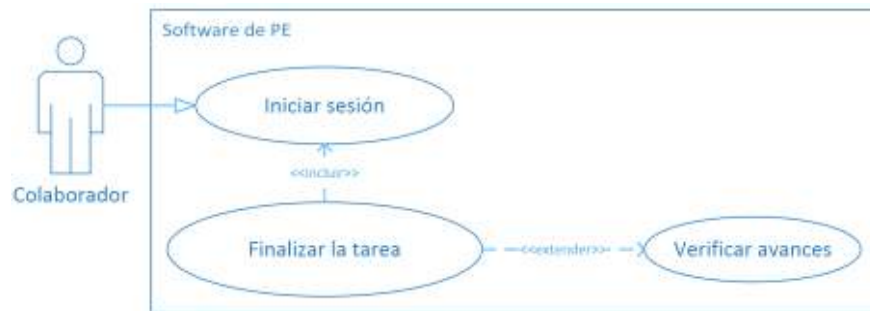 Software de PE
Iniciar sesión
Colaborador
<<incluir>>
Finalizar la tarea
<<extender>>
Verificar avances